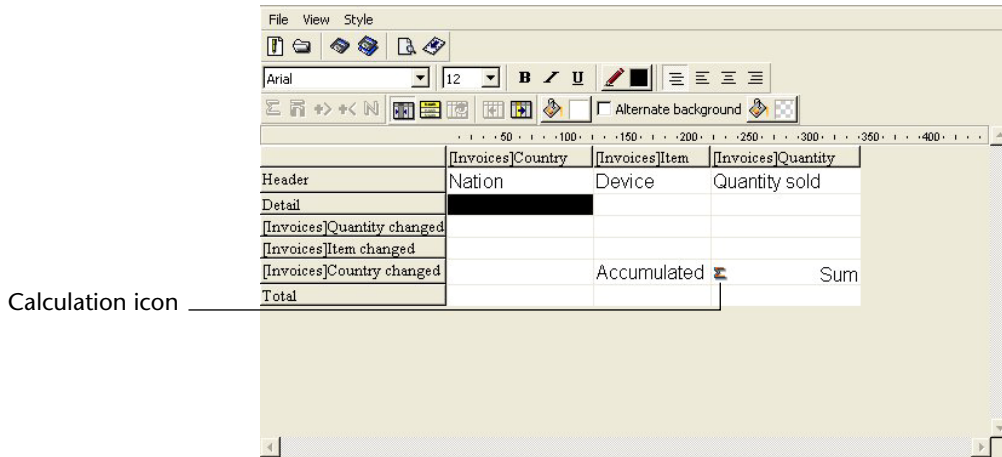 File View Style
Arial 12 B I U
Σ N Alternate background
50 100 150 200 250 300 350 400
[Invoices]Country [Invoices]Item [Invoices]Quantity
Header Nation Device Quantity sold
Detail
[Invoices]Quantity changed
[Invoices]Item changed
[Invoices]Country changed Accumulated Σ Sum
Total
Calculation icon